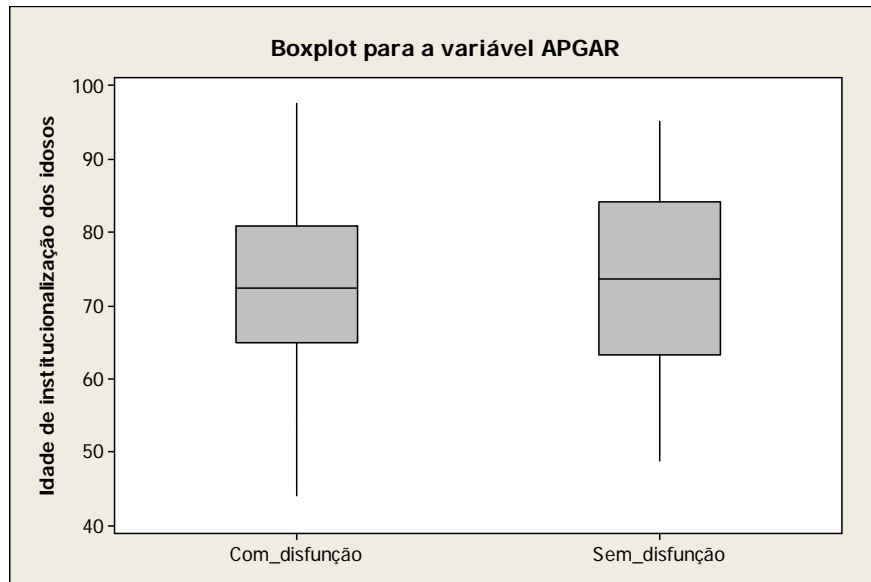 Boxplot para a variável APGAR
Idade de institucionalização dos idosos
100
90
80
70
60
50
40
Com_disfunção
Sem_disfunção